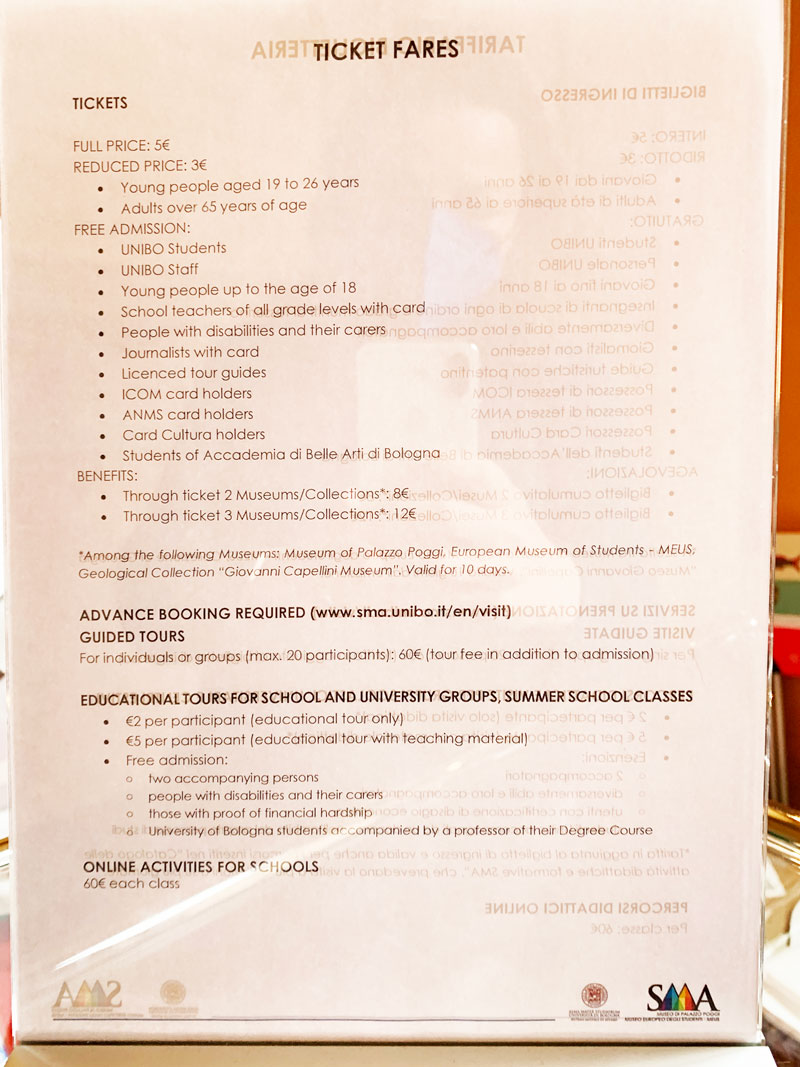 TICKET FARES
TICKETS
FULL PRICE: 5€
REDUCED PRICE: 3€
• Young people aged 19 to 26 years
• Adults over 65 years of age
FREE ADMISSION:
• UNIBO Students
• UNIBO Staff
• Young people up to the age of 18
• School teachers of all grade levels with card
• People with disabilities and their carers
• Journalists with card
• Licenced tour guides
• ICOM card holders
• ANMS card holders
• Card Cultura holders
• Students of Accademia di Belle Arti di Bologna
BENEFITS:
• Through ticket 2 Museums/Collections*: 8€
• Through ticket 3 Museums/Collections*: 12€
*Among the following Museums: Museum of Palazzo Poggi, European Museum of Students - MEUS,
Geological Collection "Giovanni Capellini Museum". Valid for 10 days.
ADVANCE BOOKING REQUIRED (www.sma.unibo.it/en/visit)
GUIDED TOURS
For individuals or groups (max. 20 participants): 60€ (tour fee in addition to admission)
EDUCATIONAL TOURS FOR SCHOOL AND UNIVERSITY GROUPS, SUMMER SCHOOL CLASSES
• €2 per participant (educational tour only)
• €5 per participant (educational tour with teaching material)
• Free admission:
o two accompanying persons
o people with disabilities and their carers
o those with proof of financial hardship
o University of Bologna students accompanied by a professor of their Degree Course
ONLINE ACTIVITIES FOR SCHOOLS
60€ each class
ALMA MATER STUDIORUM
UNIVERSITÀ DI BOLOGNA
SMA
MUSEO DI PALAZZO POGGI
MUSEO EUROPEO DEGLI STUDENTI - MEUS